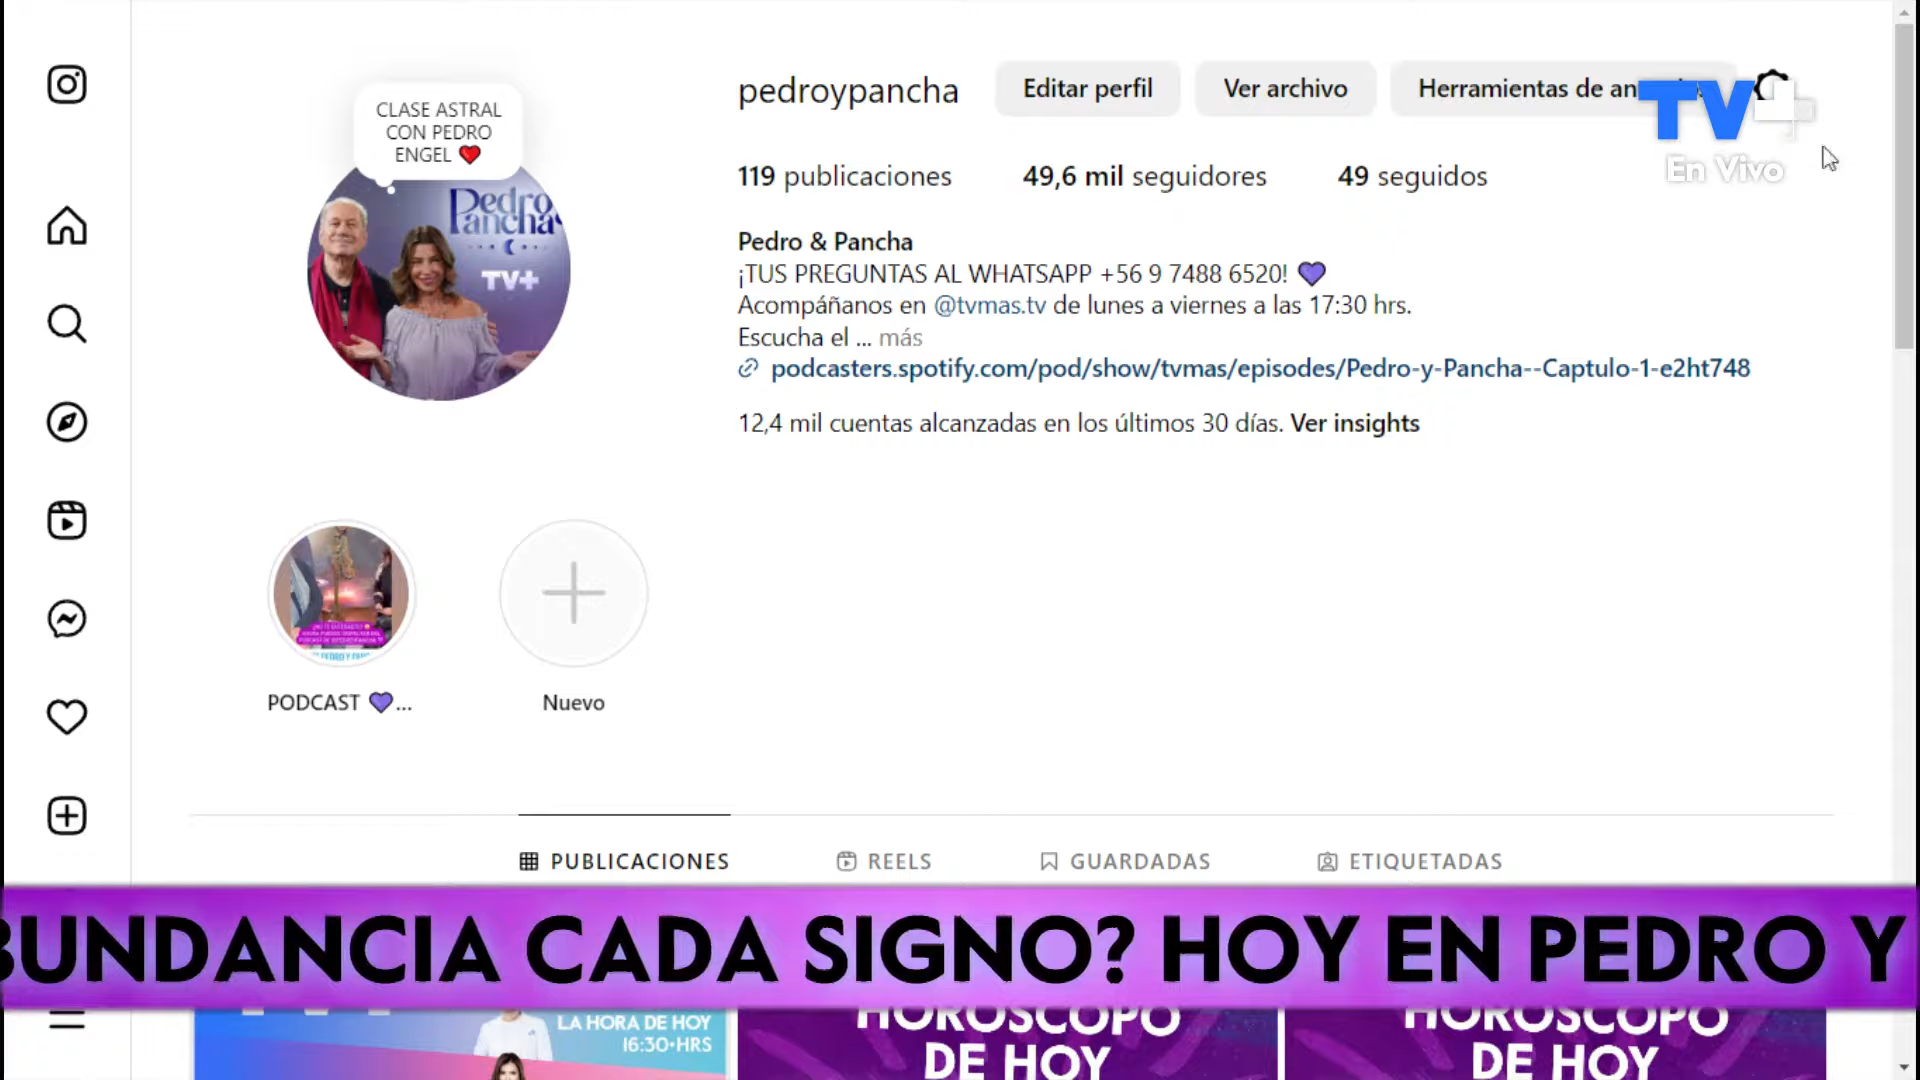 CLASE ASTRAL
CON PEDRO
ENGEL ❤️
Pedro
Pancha
TV+
pedroypancha
Editar perfil
Ver archivo
Herramientas de an
TV+
En Vivo
119 publicaciones
49,6 mil seguidores
49 seguidos
Pedro & Pancha
¡TUS PREGUNTAS AL WHATSAPP +56 9 7488 6520! 💜
Acompáñanos en @tvmas.tv de lunes a viernes a las 17:30 hrs.
Escucha el ... más
podcasters.spotify.com/pod/show/tvmas/episodes/Pedro-y-Pancha--Captulo-1-e2ht748
12,4 mil cuentas alcanzadas en los últimos 30 días. Ver insights
PODCAST 💜...
Nuevo
PUBLICACIONES
REELS
GUARDADAS
ETIQUETADAS
BUNDANCIA CADA SIGNO? HOY EN PEDRO Y
LA HORA DE HOY
16:30•HRS
HOROSCOPO
DE HOY
HOROSCOPO
DE HOY